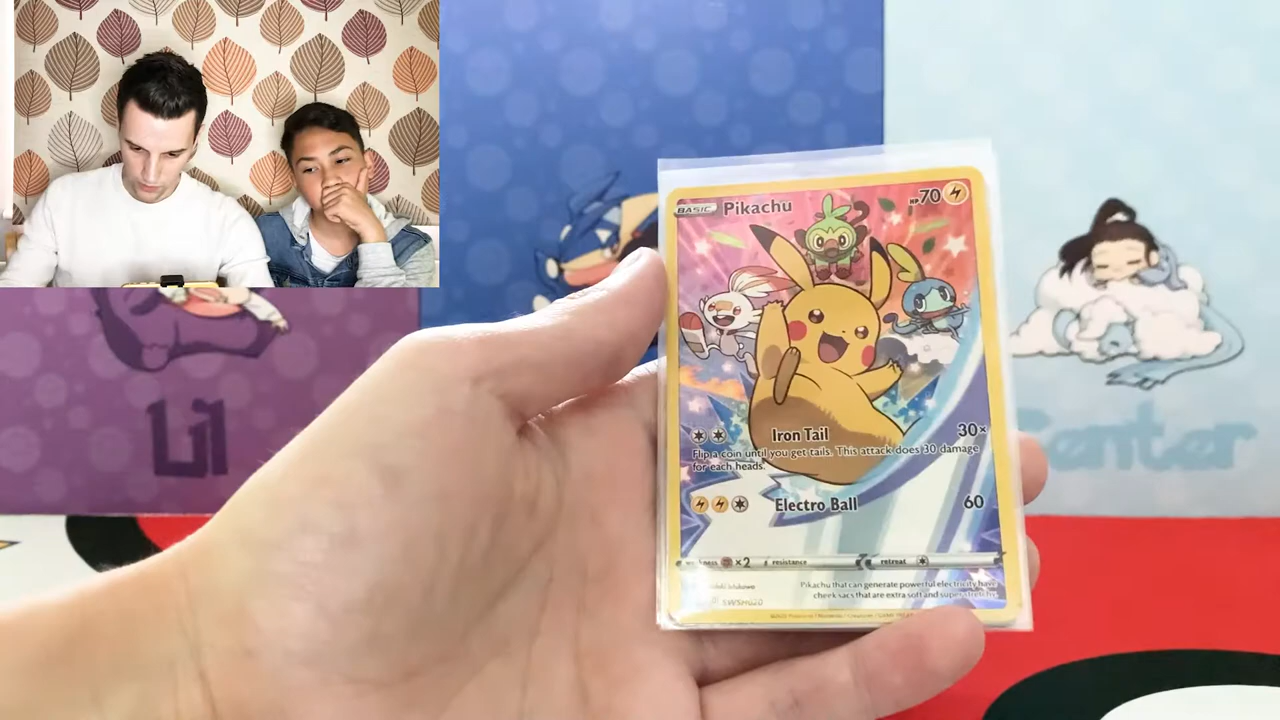 BASIC Pikachu HP 70
Iron Tail 30×
Flip a coin until you get tails. This attack does 30 damage
for each heads.
Electro Ball 60
weakness ×2 resistance retreat
Pikachu that can generate powerful electricity have
cheek sacs that are extra soft and super stretchy.
SWSH020
Lil
Center